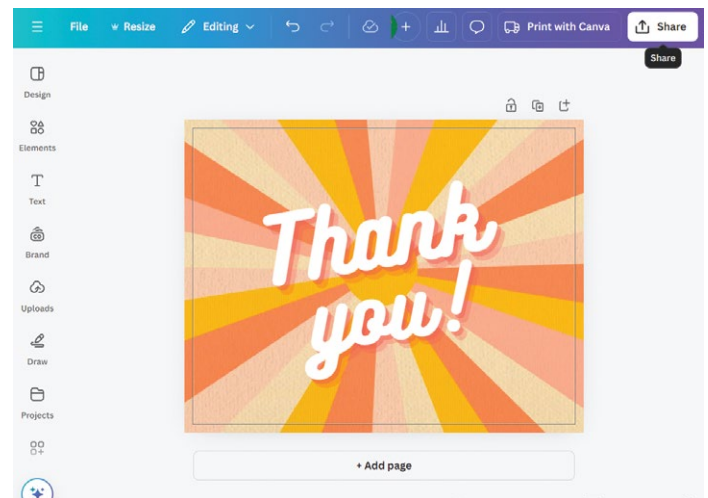 File Resize Editing Print with Canva Share
Share
Design
Elements
Text
Brand
Uploads
Draw
Projects
Thank
you!
+ Add page